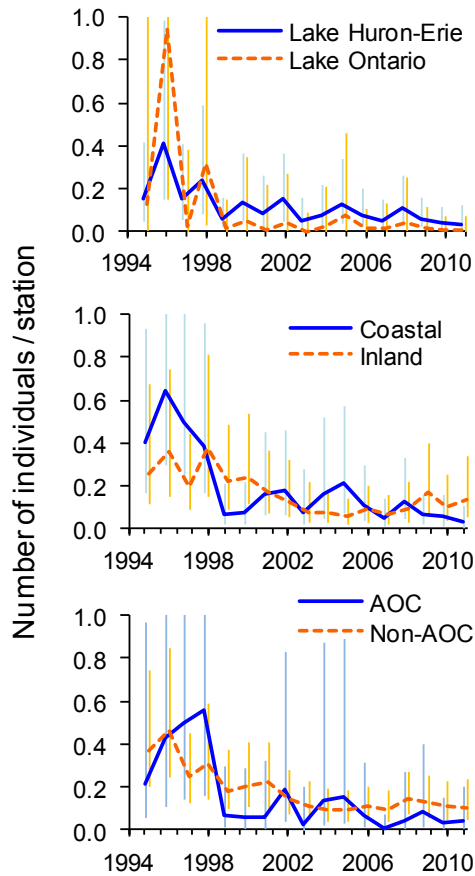 Number of individuals / station
1.0
0.8
0.6
0.4
0.2
0.0
Lake Huron-Erie
Lake Ontario
1994 1998 2002 2006 2010
1.0
0.8
0.6
0.4
0.2
0.0
Coastal
Inland
1994 1998 2002 2006 2010
1.0
0.8
0.6
0.4
0.2
0.0
AOC
Non-AOC
1994 1998 2002 2006 2010